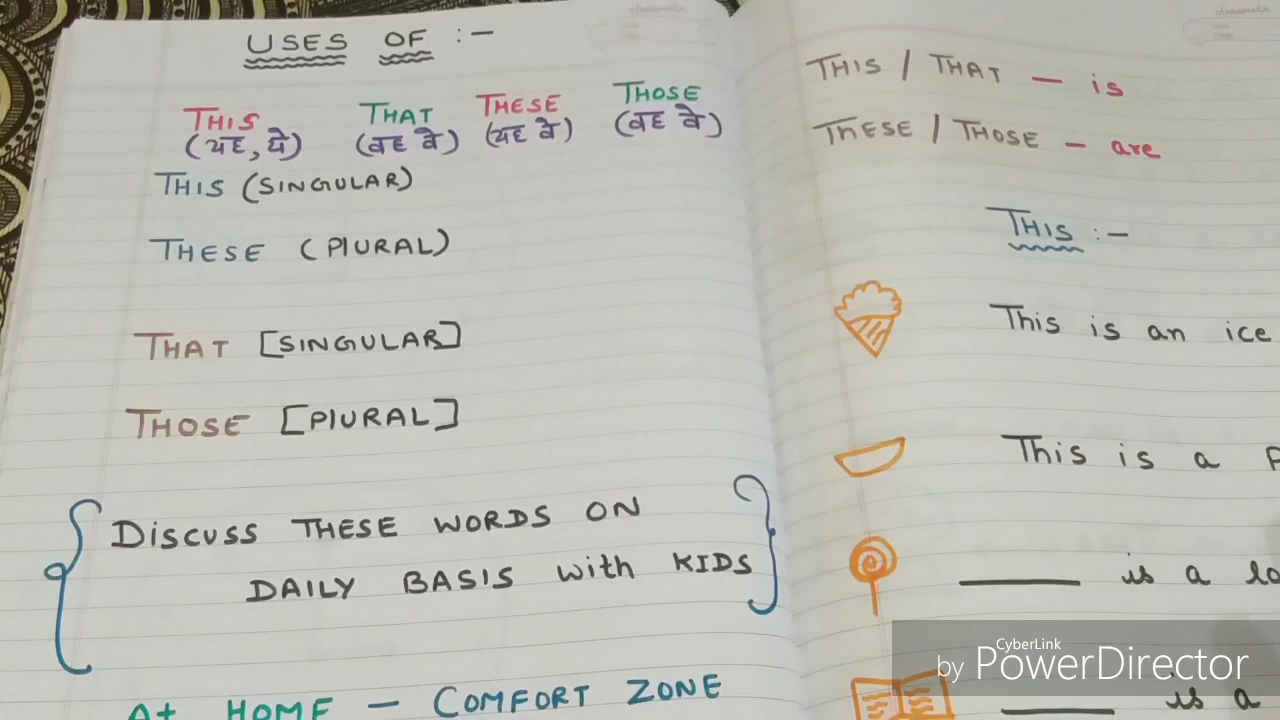 USES OF :-
THIS THAT THESE THOSE
(यह, ये) (वह वे) (यह वे) (वह वे)
THIS (SINGULAR)
THESE (PlURAL)
THAT [SINGULAR]
THOSE [PlURAL]
DiscUSS THESE WORDS ON
DAILY BASIS with KIDS
At HOME - COMFORT ZONE
THIS / THAT - is
THESE / THOSE - are
THIS :-
This is an ice
This is a
is a
is a
CyberLink
by PowerDirector